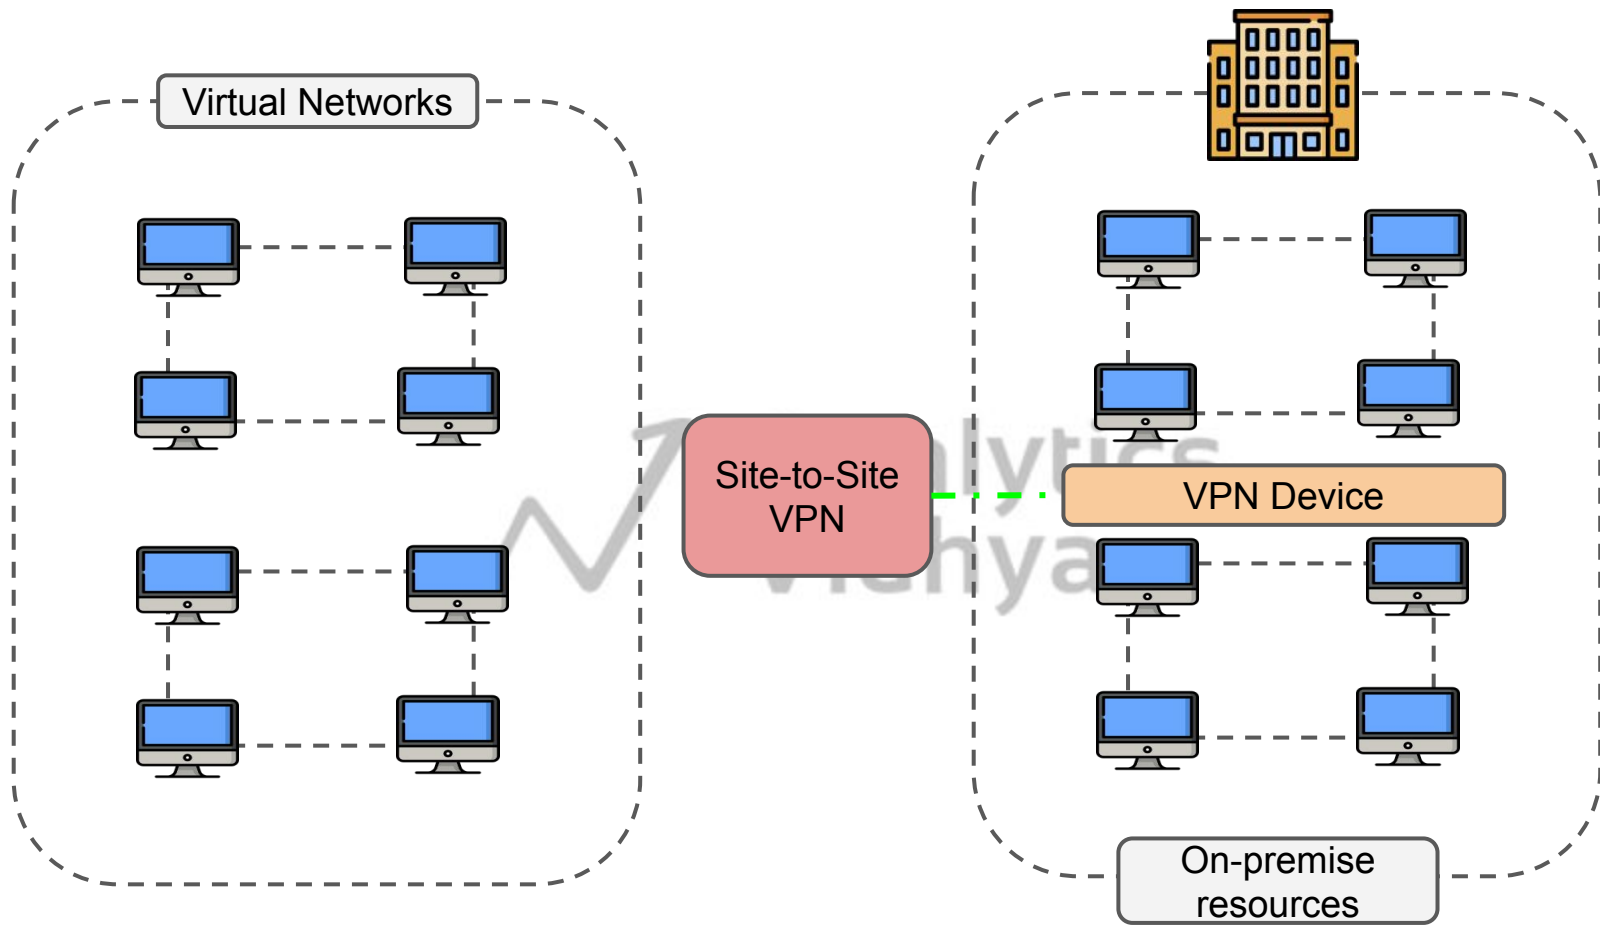 Virtual Networks
Site-to-Site
VPN
VPN Device
On-premise
resources